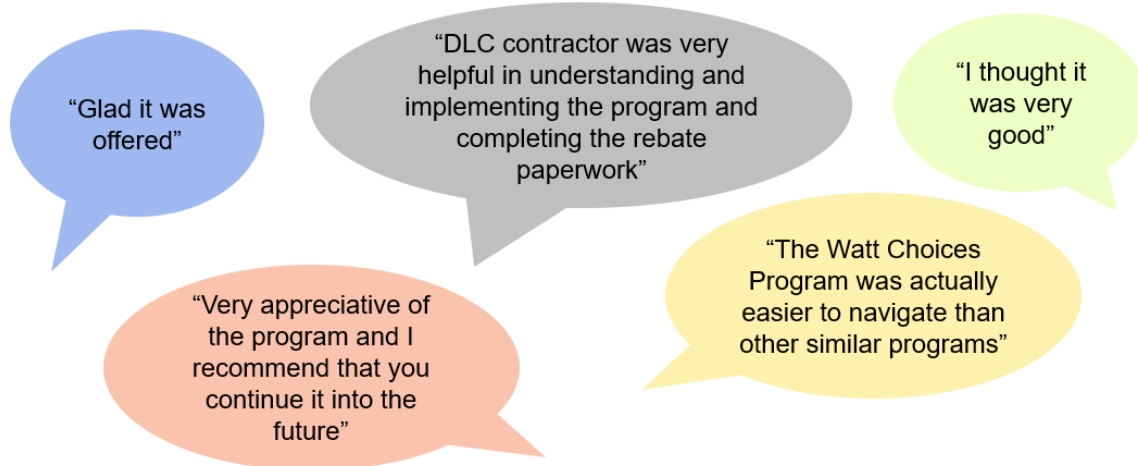 “Glad it was
offered”
“DLC contractor was very
helpful in understanding and
implementing the program and
completing the rebate
paperwork”
“I thought it
was very
good”
“Very appreciative of
the program and I
recommend that you
continue it into the
future”
“The Watt Choices
Program was actually
easier to navigate than
other similar programs”